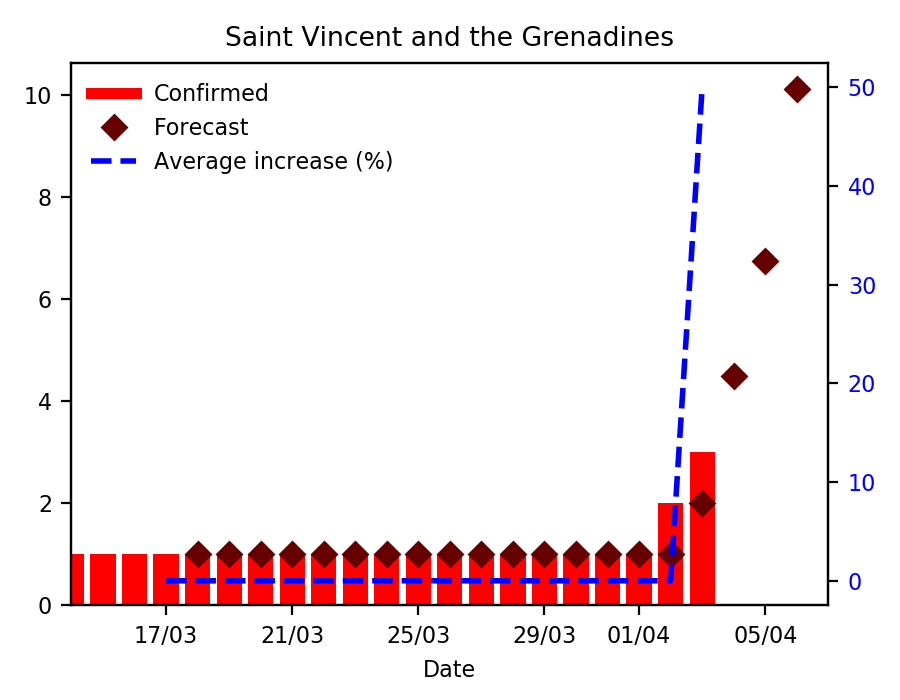 Saint Vincent and the Grenadines
Confirmed
Forecast
Average increase (%)
10
8
6
4
2
0
50
40
30
20
10
0
17/03 21/03 25/03 29/03 01/04 05/04
Date